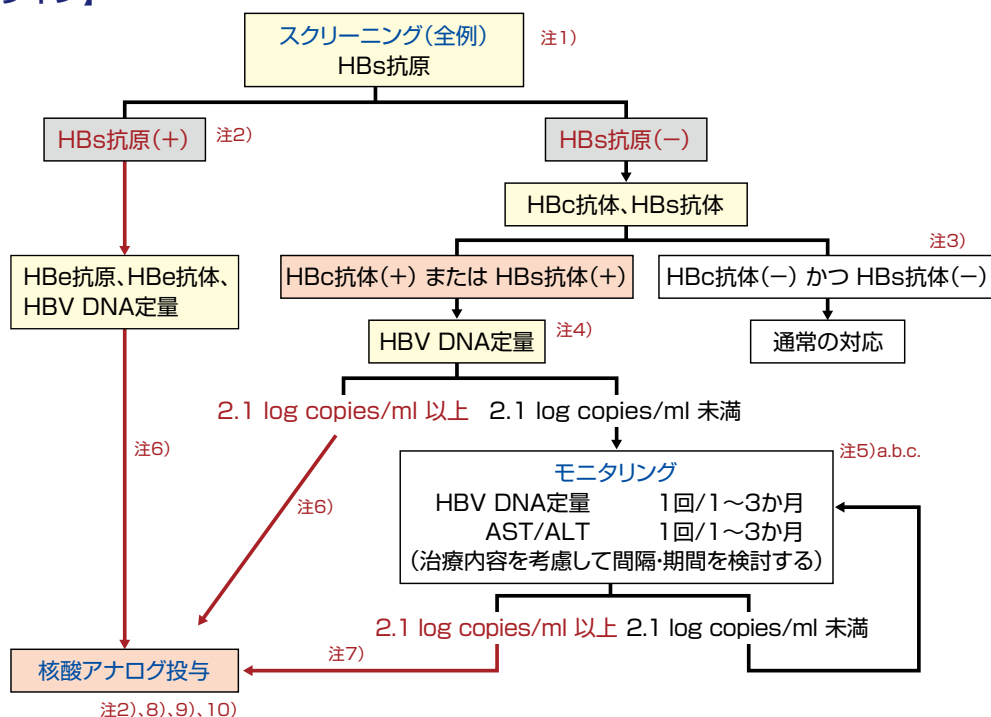 スクリーニング(全例)
HBs抗原
注1)
HBs抗原(+)
注2)
HBs抗原(−)
HBc抗体、HBs抗体
注3)
HBe抗原、HBe抗体、
HBV DNA定量
HBc抗体(+) または HBs抗体(+)
HBc抗体(−) かつ HBs抗体(−)
注4)
HBV DNA定量
通常の対応
2.1 log copies/ml 以上
2.1 log copies/ml 未満
注6)
注6)
注5)a.b.c.
モニタリング
HBV DNA定量 1回/1〜3か月
AST/ALT 1回/1〜3か月
(治療内容を考慮して間隔・期間を検討する)
2.1 log copies/ml 以上
2.1 log copies/ml 未満
注7)
核酸アナログ投与
注2)、8)、9)、10)